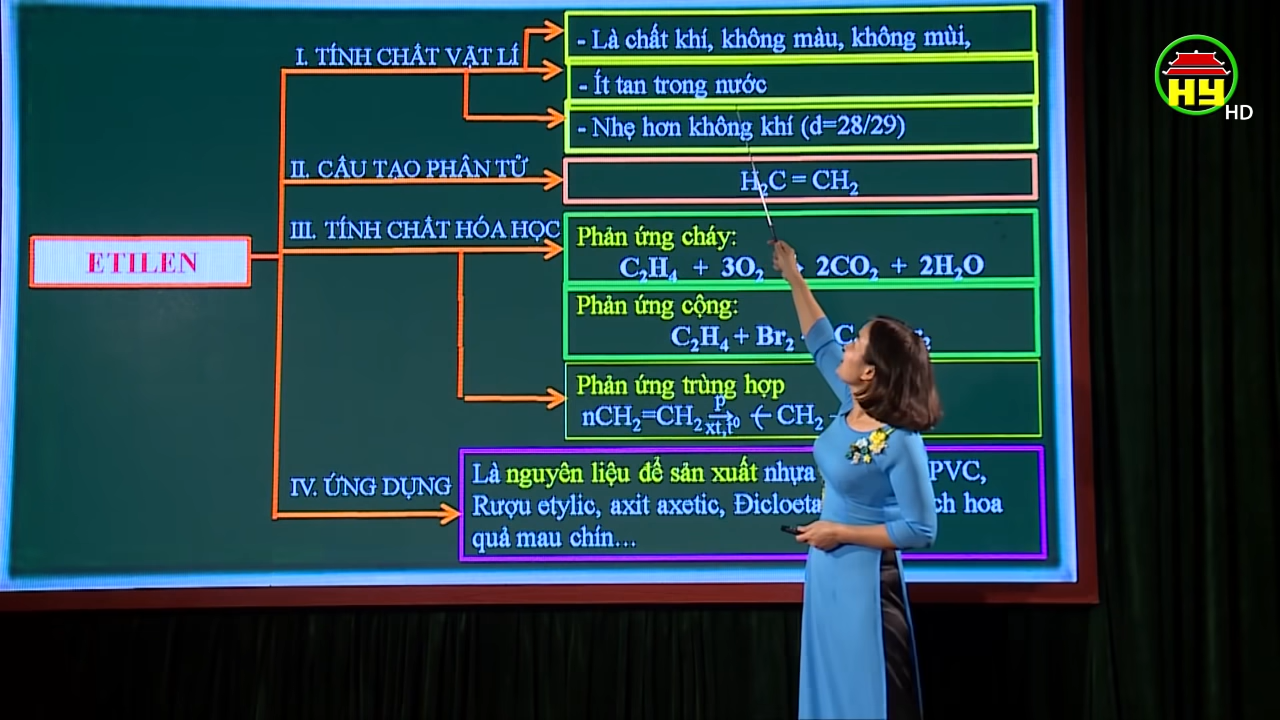 I. TÍNH CHẤT VẬT LÍ
- Là chất khí, không màu, không mùi,
- Ít tan trong nước
- Nhẹ hơn không khí (d=28/29)
II. CẤU TẠO PHÂN TỬ
H₂C = CH₂
III. TÍNH CHẤT HÓA HỌC
ETILEN
Phản ứng cháy:
C₂H₄ + 3O₂ 2CO₂ + 2H₂O
Phản ứng cộng:
C₂H₄ + Br₂
Phản ứng trùng hợp
nCH₂=CH₂ p xt,t⁰ (- CH₂ -
IV. ỨNG DỤNG
Là nguyên liệu để sản xuất nhựa PVC,
Rượu etylic, axit axetic, hoa
quả mau chín...
HY
HD